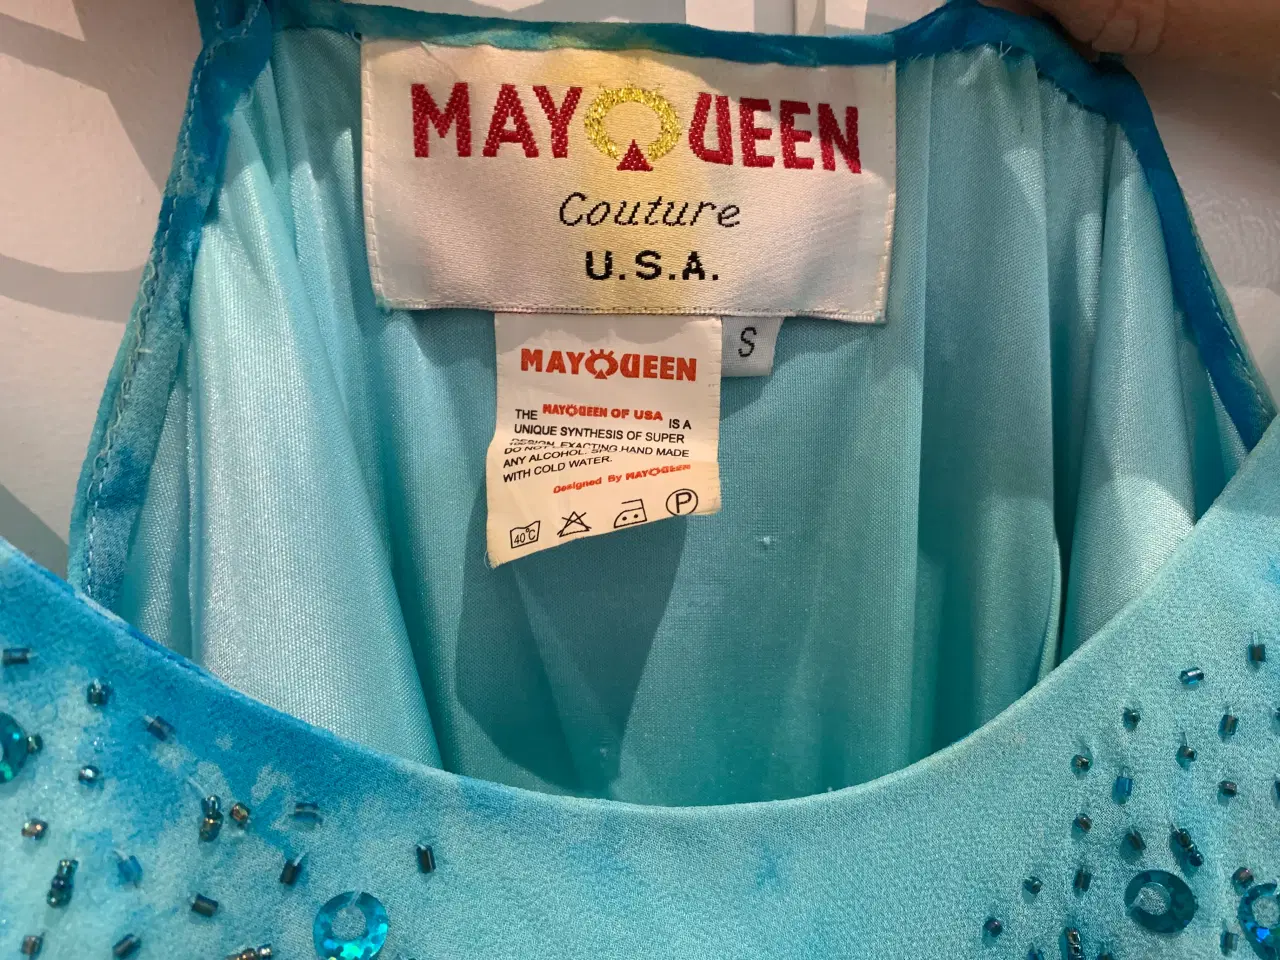 MAYQUEEN
Couture
U.S.A.
S
MAYQUEEN
THE MAYQUEEN OF USA IS A
UNIQUE SYNTHESIS OF SUPER
DESIGN, EXACTING
DO NOT HAND MADE
ANY ALCOHOL.
WITH COLD WATER.
Designed By MAYQUEEN
40°C
P